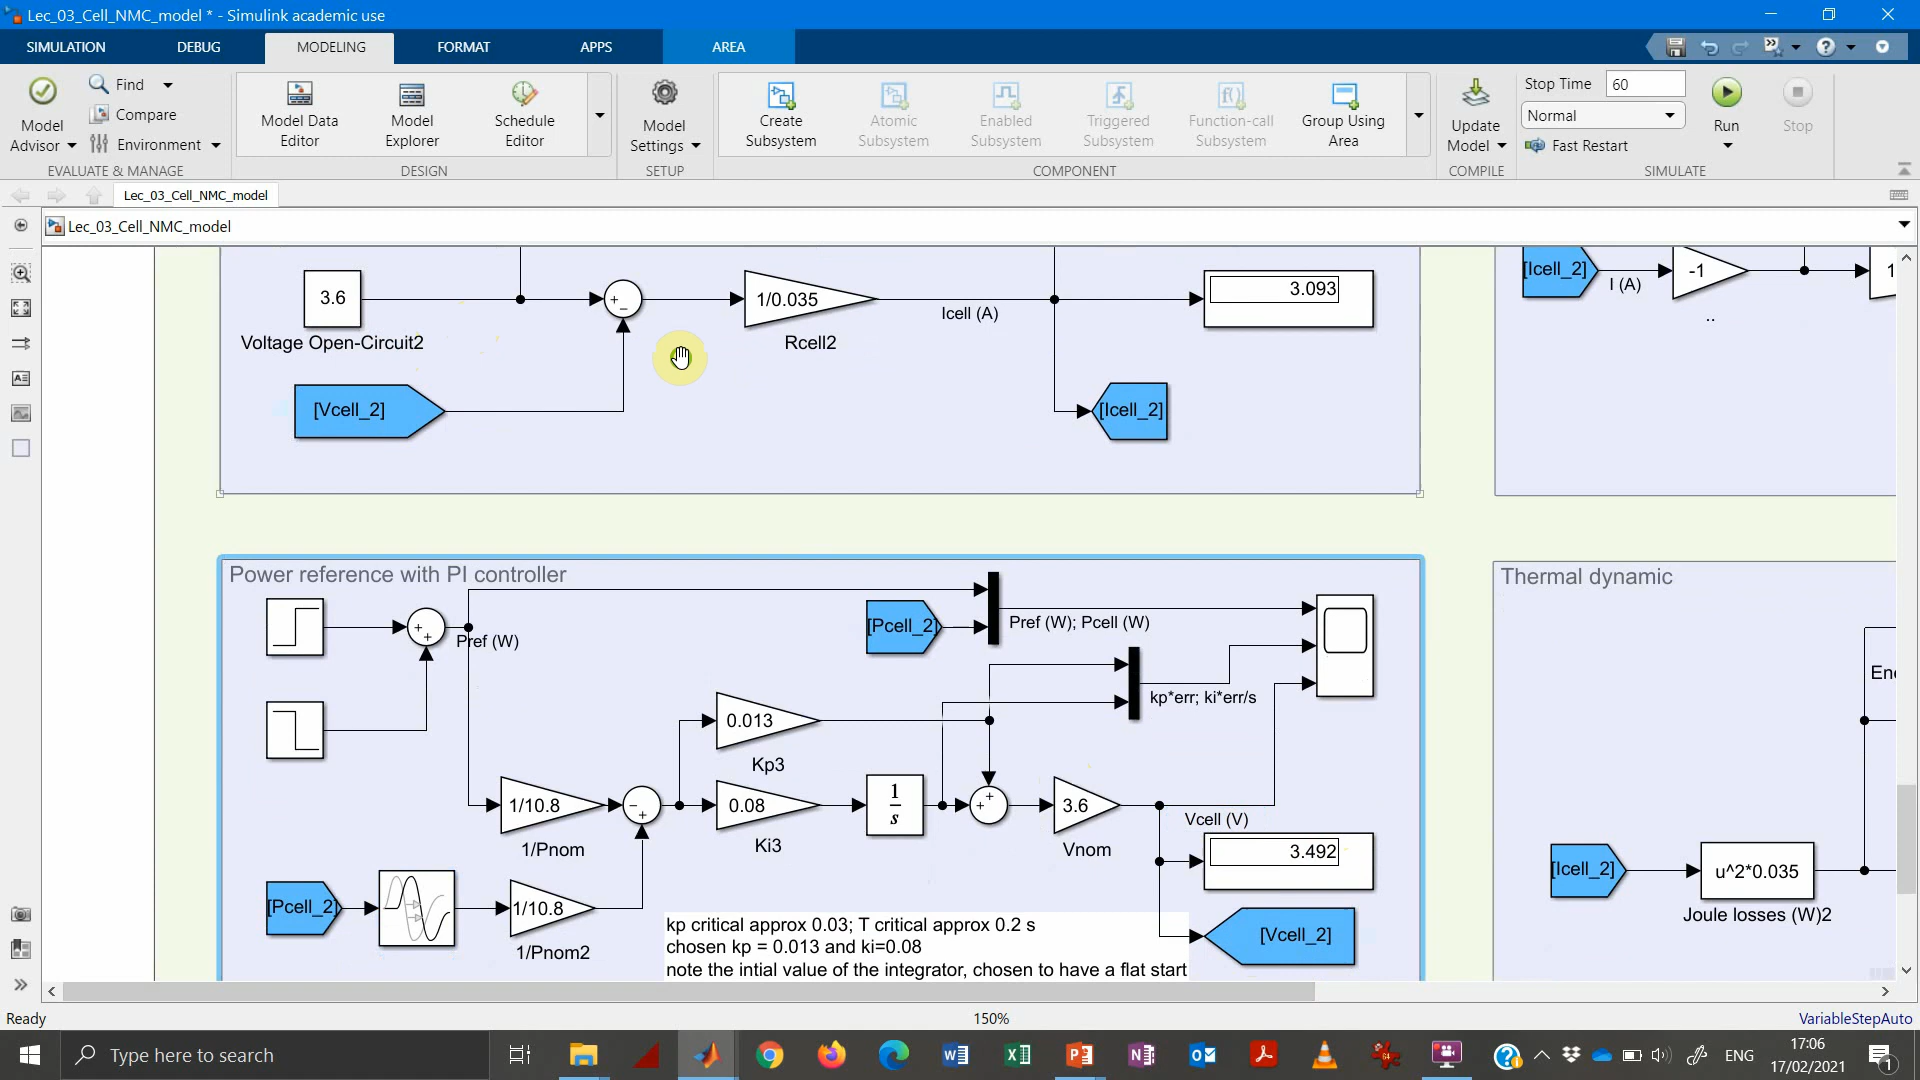 Lec_03_Cell_NMC_model * - Simulink academic use
SIMULATION DEBUG MODELING FORMAT APPS AREA
Model Advisor
Find
Compare
Environment
Model Data Editor
Model Explorer
Schedule Editor
Model Settings
Create Subsystem
Atomic Subsystem
Enabled Subsystem
Triggered Subsystem
Function-call Subsystem
Group Using Area
Update Model
Stop Time 60
Normal
Fast Restart
Run
Stop
EVALUATE & MANAGE DESIGN SETUP COMPONENT COMPILE SIMULATE
Lec_03_Cell_NMC_model
Lec_03_Cell_NMC_model
3.6
Voltage Open-Circuit2
[Vcell_2]
+
−
1/0.035
Rcell2
Icell (A)
3.093
[Icell_2]
[Icell_2]
I (A)
-1
..
1
Power reference with PI controller
+
+
Pref (W)
[Pcell_2]
Pref (W); Pcell (W)
kp*err; ki*err/s
0.013
Kp3
1/10.8
1/Pnom
−
+
0.08
Ki3
1
s
+
+
3.6
Vnom
Vcell (V)
3.492
[Vcell_2]
[Pcell_2]
1/10.8
1/Pnom2
kp critical approx 0.03; T critical approx 0.2 s
chosen kp = 0.013 and ki=0.08
note the intial value of the integrator, chosen to have a flat start
Thermal dynamic
[Icell_2]
u^2*0.035
Joule losses (W)2
Ready
150%
VariableStepAuto
Type here to search
ENG
17:06
17/02/2021
1